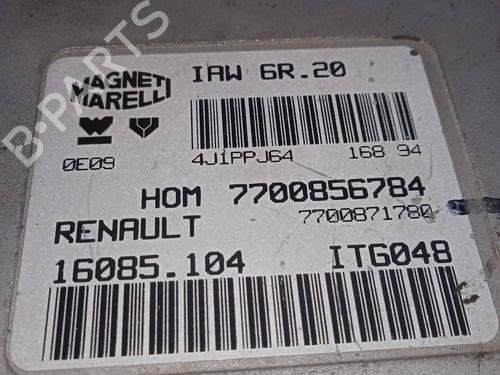 MAGNETI MARELLI
IAW 6R.20
4J1PPJ64 168 94
0E09
HOM 7700856784
7700871780
RENAULT
16085.104 ITG048
B-PARTS